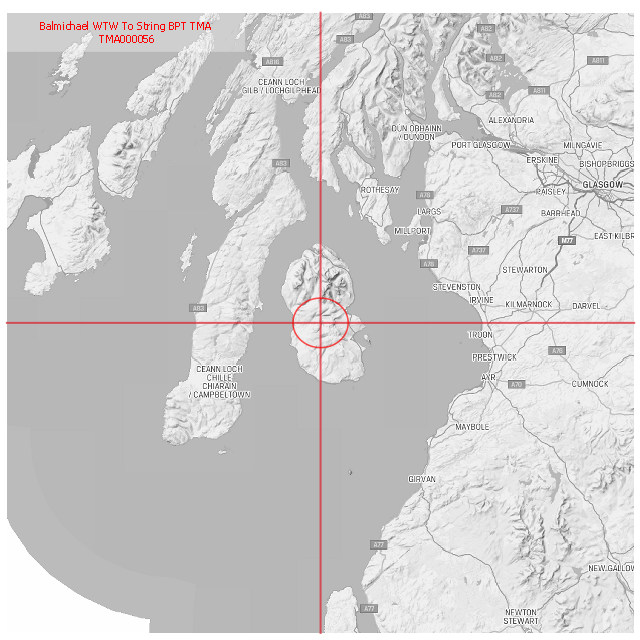 Balmichael WTW To String BPT TMA
TMA000056
A83
A82
A83
A816
A82
A811
CEANN LOCH
GILB / LOCHGILPHEAD
A82
A811
ALEXANDRIA
DUN OBHAINN
/ DUNOON
PORT GLASGOW
MILNGAVIE
ERSKINE
BISHOPBRIGGS
A83
ROTHESAY
A78
PAISLEY
GLASGOW
LARGS
A737
BARRHEAD
MILLPORT
M77
EAST KILBR
A737
A78
STEWARTON
STEVENSTON
IRVINE
KILMARNOCK
DARVEL
A83
TROON
A76
PRESTWICK
CEANN LOCH
CHILLE
CHIARAIN
/ CAMPBELTOWN
AYR
A70
CUMNOCK
MAYBOLE
GIRVAN
A77
NEW GALLOW
A77
NEWTON
STEWART